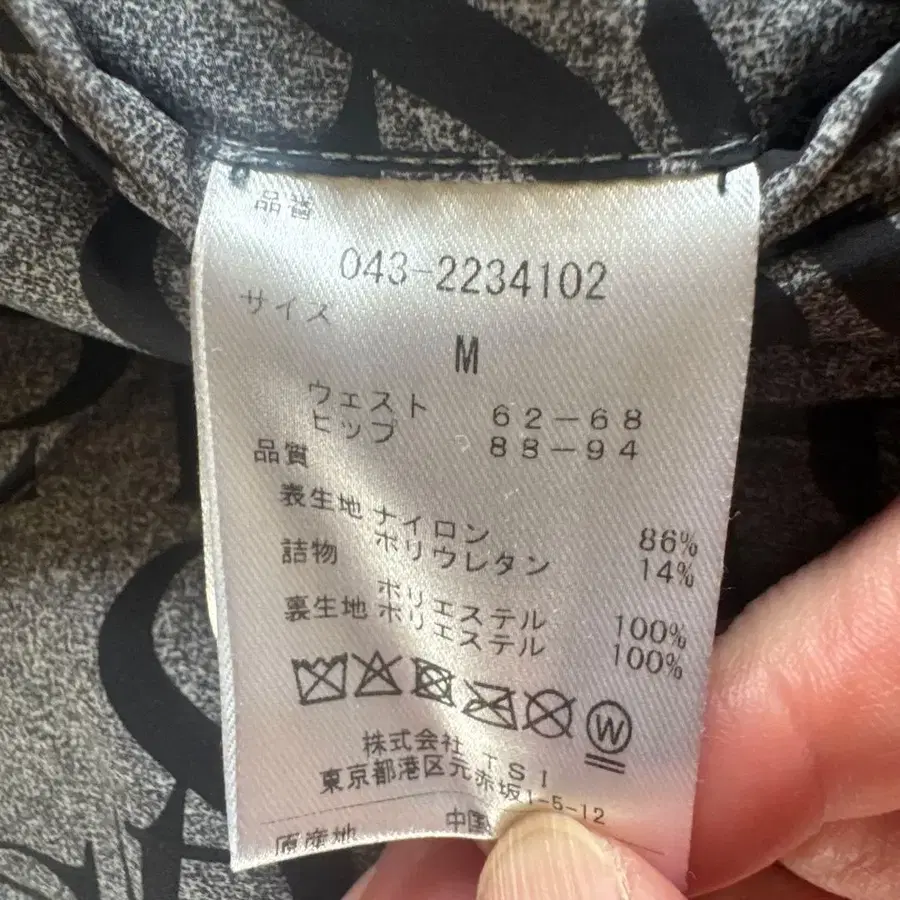 品番
043-2234102
サイズ
M
ウェスト 62-68
ヒップ 88-94
品質
表生地 ナイロン 86%
ポリウレタン 14%
詰物 ポリエステル 100%
裏生地 ポリエステル 100%
W
株式会社 TSI
東京都港区元赤坂1-5-12
原産地 中国